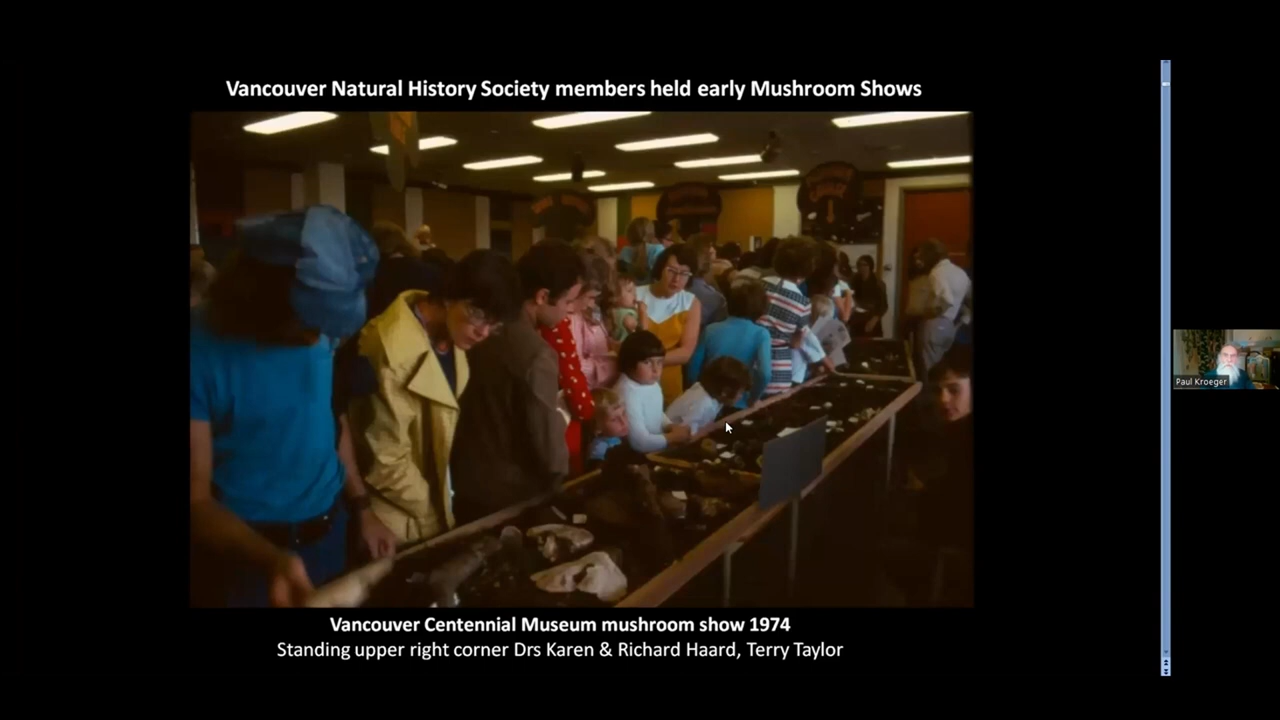 Vancouver Natural History Society members held early Mushroom Shows
Vancouver Centennial Museum mushroom show 1974
Standing upper right corner Drs Karen & Richard Haard, Terry Taylor
Paul Kroeger